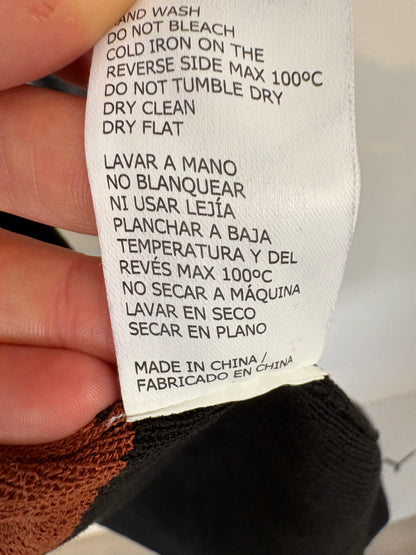 HAND WASH
DO NOT BLEACH
COLD IRON ON THE
REVERSE SIDE MAX 100ºC
DO NOT TUMBLE DRY
DRY CLEAN
DRY FLAT
LAVAR A MANO
NO BLANQUEAR
NI USAR LEJÍA
PLANCHAR A BAJA
TEMPERATURA Y DEL
REVÉS MAX 100ºC
NO SECAR A MÁQUINA
LAVAR EN SECO
SECAR EN PLANO
MADE IN CHINA /
FABRICADO EN CHINA